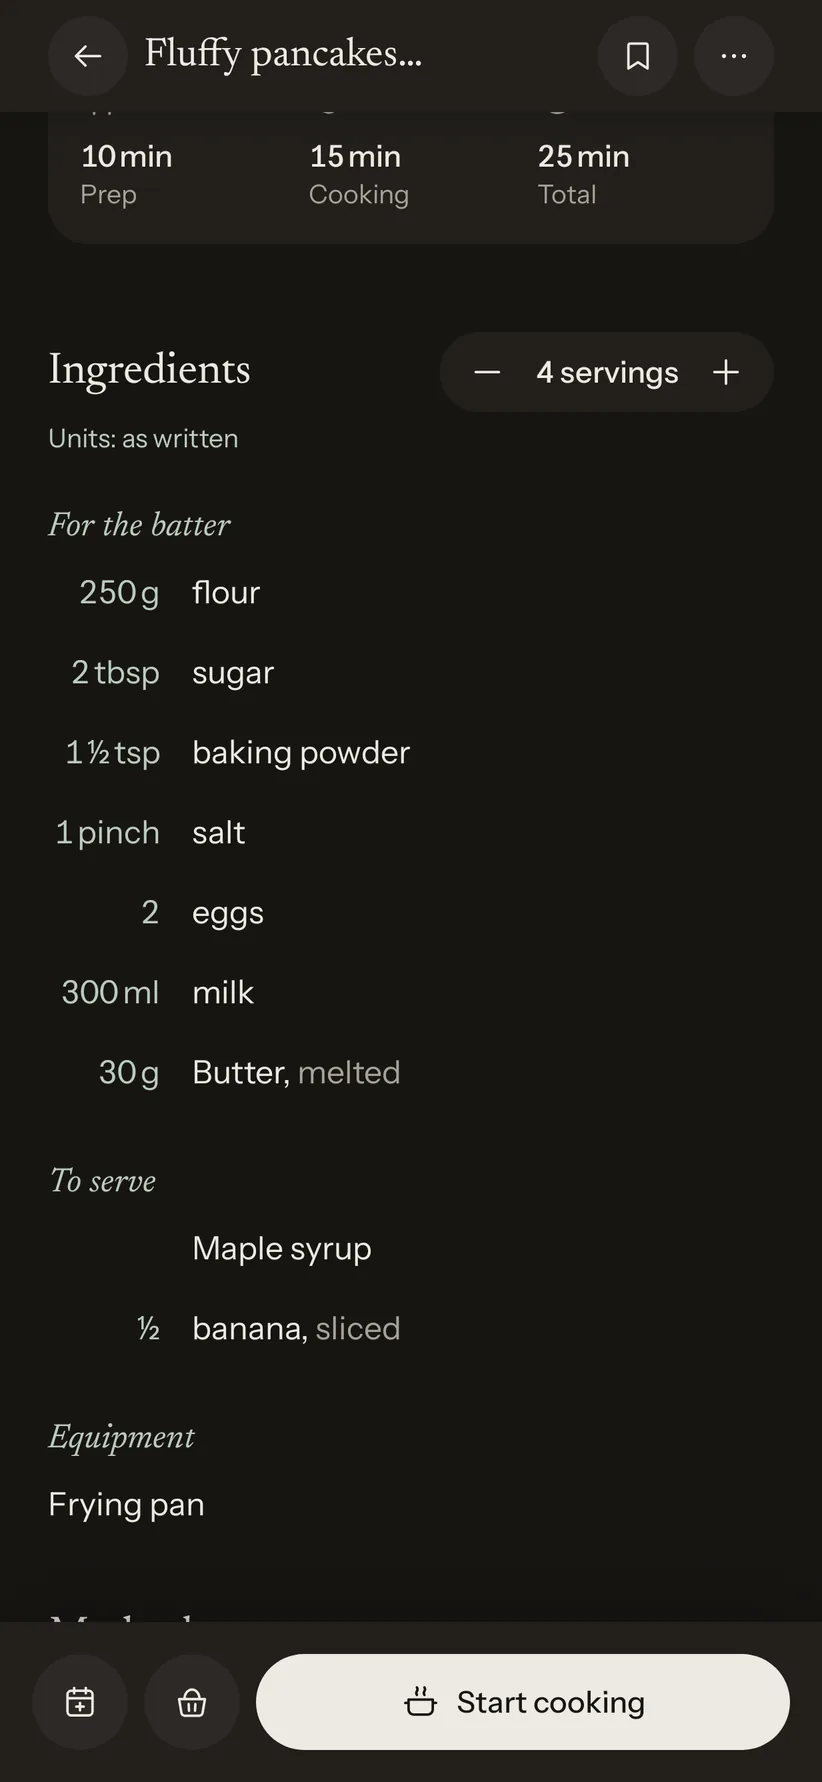 Fluffy pancakes...
10 min
15 min
25 min
Prep
Cooking
Total
Ingredients
4 servings
Units: as written
For the batter
250 g flour
2 tbsp sugar
1 ½ tsp baking powder
1 pinch salt
2 eggs
300 ml milk
30 g Butter, melted
To serve
Maple syrup
½ banana, sliced
Equipment
Frying pan
Start cooking